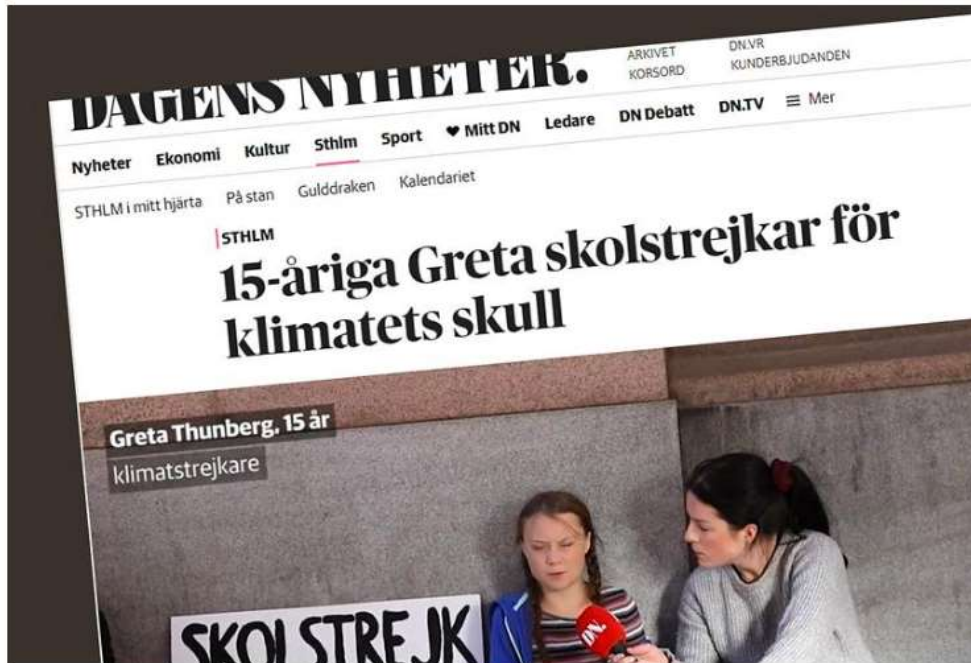 DAGENS NYHETER.
ARKIVET
KORSORD
DN.VR
KUNDERBJUDANDEN
Nyheter Ekonomi Kultur Sthlm Sport Mitt DN Ledare DN Debatt DN.TV Mer
STHLM i mitt hjärta På stan Gulddraken Kalendariet
STHLM
15-åriga Greta skolstrejkar för
klimatets skull
Greta Thunberg, 15 år
klimatstrejkare
SKOLSTREJK
DN.